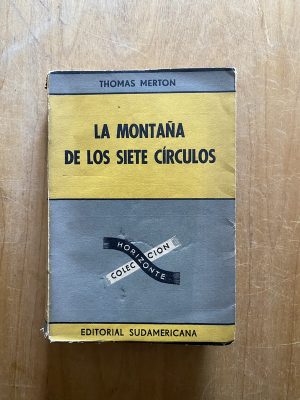 THOMAS MERTON
LA MONTAÑA
DE LOS SIETE CÍRCULOS
COLECCION
HORIZONTE
EDITORIAL SUDAMERICANA